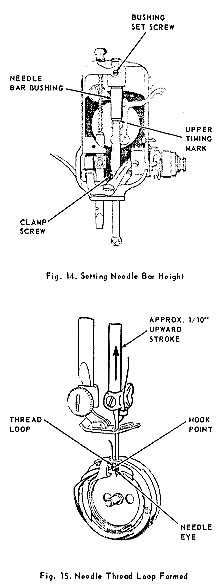 BUSHING
SET SCREW
NEEDLE
BAR BUSHING
UPPER
TIMING
MARK
CLAMP
SCREW
Fig. 14. Setting Needle Bar Height
APPROX. 1/10"
UPWARD
STROKE
THREAD
LOOP
HOOK
POINT
NEEDLE
EYE
Fig. 15. Needle Thread Loop Formed